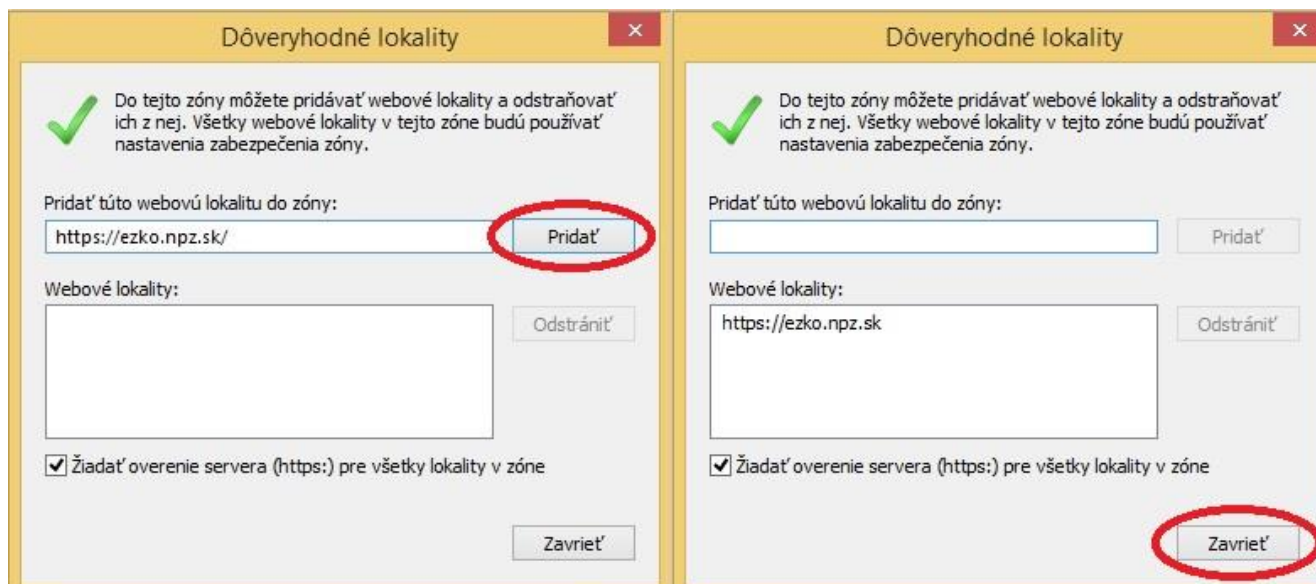 Dôveryhodné lokality
Do tejto zóny môžete pridávať webové lokality a odstraňovať
ich z nej. Všetky webové lokality v tejto zóne budú používať
nastavenia zabezpečenia zóny.
Pridať túto webovú lokalitu do zóny:
https://ezko.npz.sk/
Pridať
Webové lokality:
Odstrániť
Žiadať overenie servera (https:) pre všetky lokality v zóne
Zavrieť
Dôveryhodné lokality
Do tejto zóny môžete pridávať webové lokality a odstraňovať
ich z nej. Všetky webové lokality v tejto zóne budú používať
nastavenia zabezpečenia zóny.
Pridať túto webovú lokalitu do zóny:
Pridať
Webové lokality:
https://ezko.npz.sk
Odstrániť
Žiadať overenie servera (https:) pre všetky lokality v zóne
Zavrieť